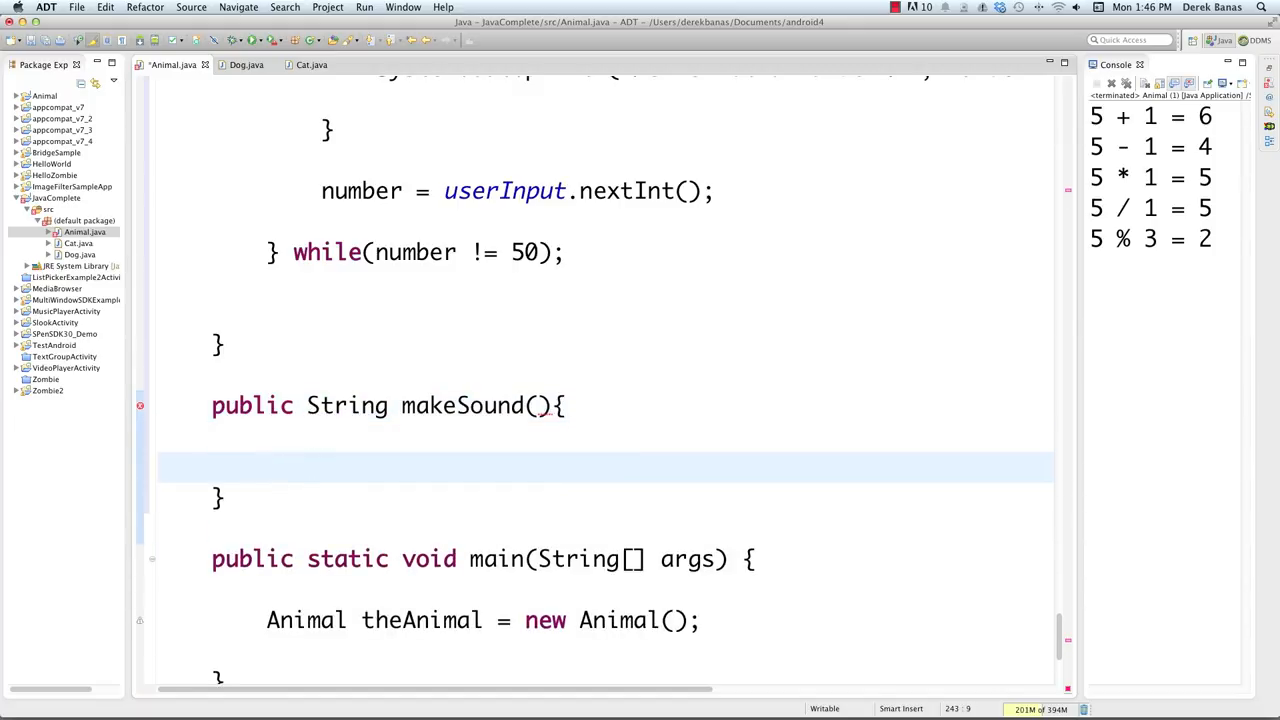 ADT File Edit Refactor Source Navigate Search Project Run Window Help
10
Mon 1:46 PM Derek Banas
Java - JavaComplete/src/Animal.java - ADT - /Users/derekbanas/Documents/android4
Quick Access
Java
DDMS
Package Exp
Animal
appcompat_v7
appcompat_v7_2
appcompat_v7_3
appcompat_v7_4
BridgeSample
HelloWorld
HelloZombie
ImageFilterSampleApp
JavaComplete
src
(default package)
Animal.java
Cat.java
Dog.java
JRE System Library [Ja
ListPickerExample2Activi
MediaBrowser
MultiWindowSDKExample
MusicPlayerActivity
SlookActivity
SPenSDK30_Demo
TestAndroid
TextGroupActivity
VideoPlayerActivity
Zombie
Zombie2
*Animal.java
Dog.java
Cat.java
}
number = userInput.nextInt();
} while(number != 50);
}
public String makeSound(){
}
public static void main(String[] args) {
Animal theAnimal = new Animal();
}
Console
<terminated> Animal (1) [Java Application] /S
5 + 1 = 6
5 - 1 = 4
5 * 1 = 5
5 / 1 = 5
5 % 3 = 2
Writable
Smart Insert
243 : 9
201M of 394M